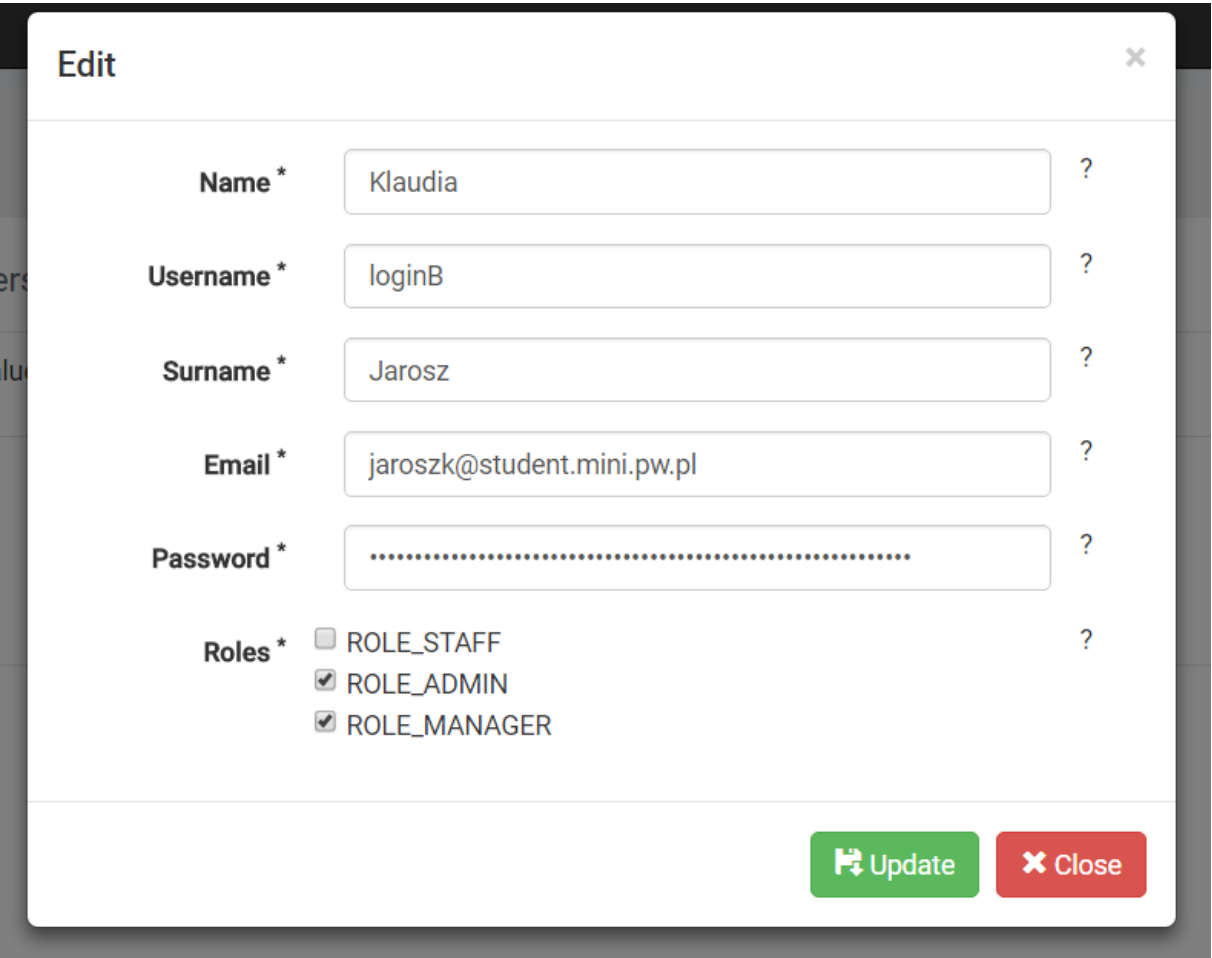 Edit ×
Name * Klaudia ?
Username * loginB ?
Surname * Jarosz ?
Email * jaroszk@student.mini.pw.pl ?
Password * •••••••••••••••••••••••••••••••••••••••••••••••••••••••••••• ?
Roles * ROLE_STAFF ?
ROLE_ADMIN
ROLE_MANAGER
Update Close